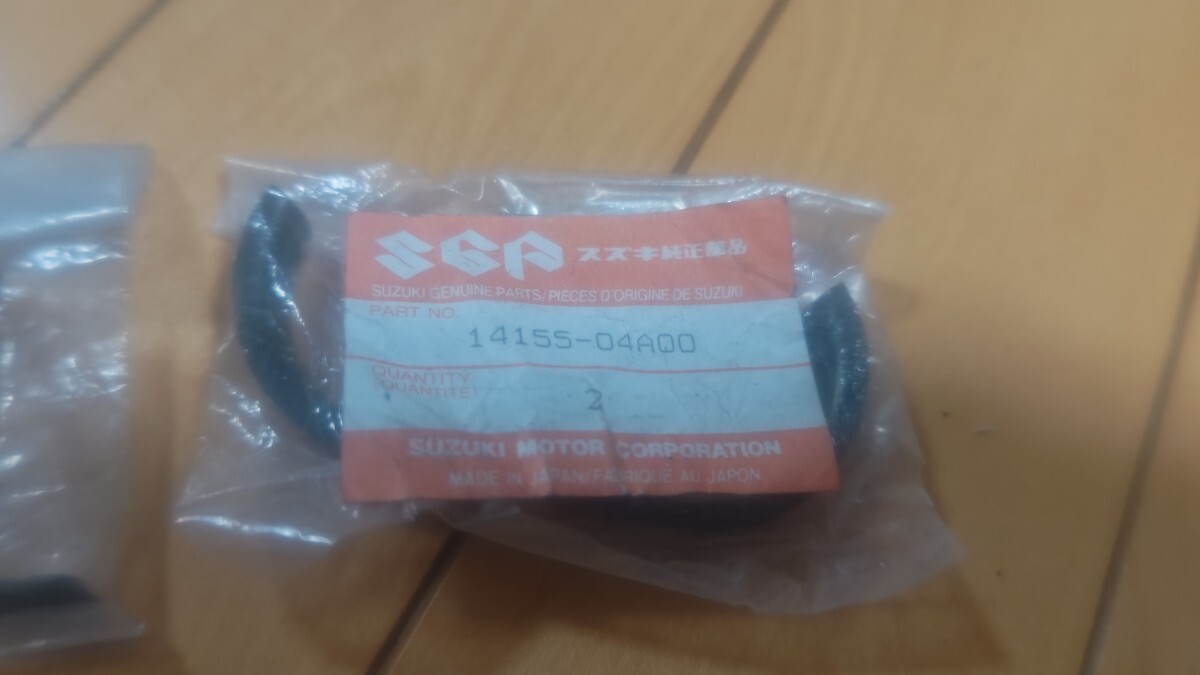 SGP スズキ純正部品
SUZUKI GENUINE PARTS/PIECES D'ORIGINE DE SUZUKI
PART NO.
14155-04A00
QUANTITY
(QUANTITE)
2
SUZUKI MOTOR CORPORATION
MADE IN JAPAN/FABRIQUÉ AU JAPON